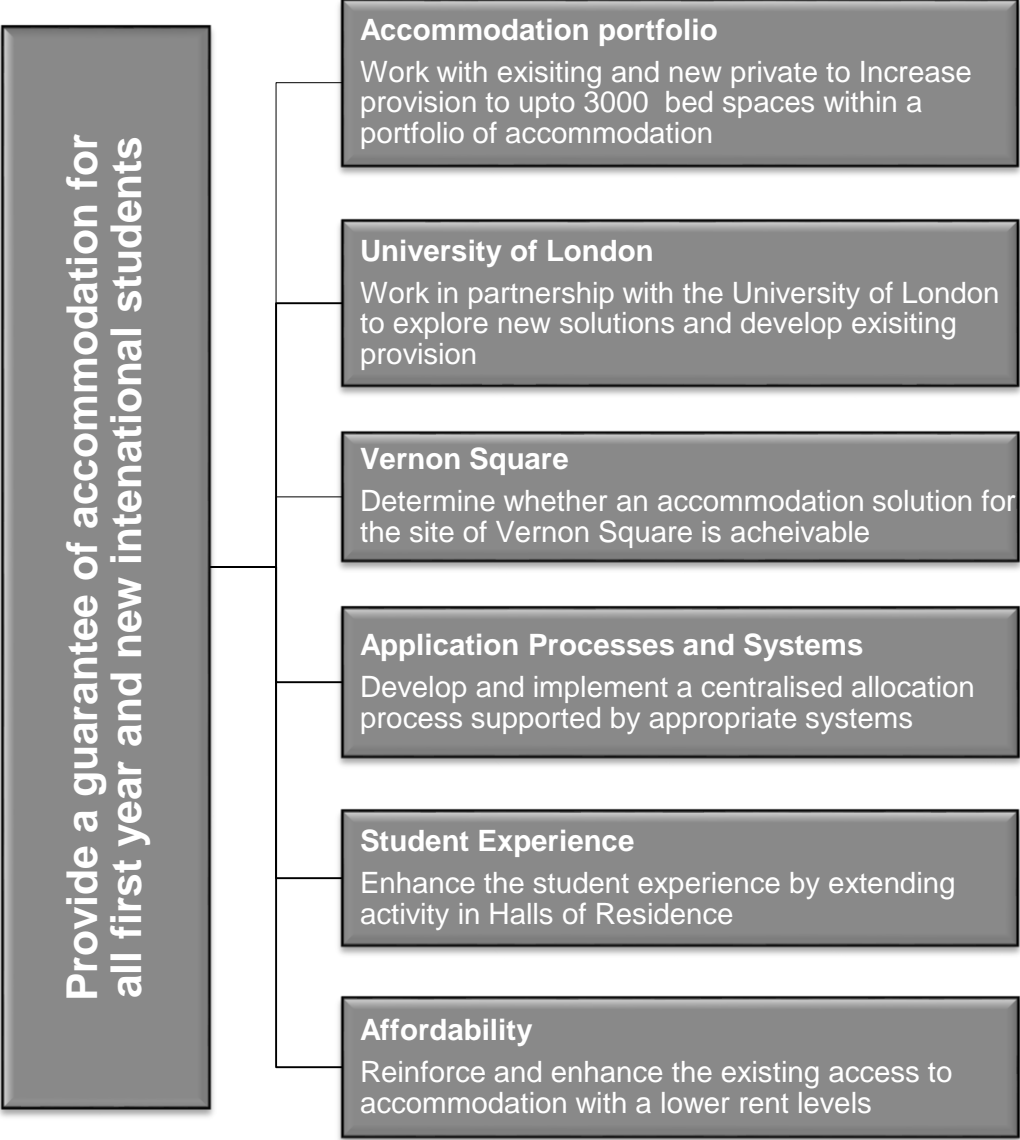 Provide a guarantee of accommodation for
all first year and new intenational students
Accommodation portfolio
Work with exisiting and new private to Increase
provision to upto 3000 bed spaces within a
portfolio of accommodation
University of London
Work in partnership with the University of London
to explore new solutions and develop exisiting
provision
Vernon Square
Determine whether an accommodation solution for
the site of Vernon Square is acheivable
Application Processes and Systems
Develop and implement a centralised allocation
process supported by appropriate systems
Student Experience
Enhance the student experience by extending
activity in Halls of Residence
Affordability
Reinforce and enhance the existing access to
accommodation with a lower rent levels